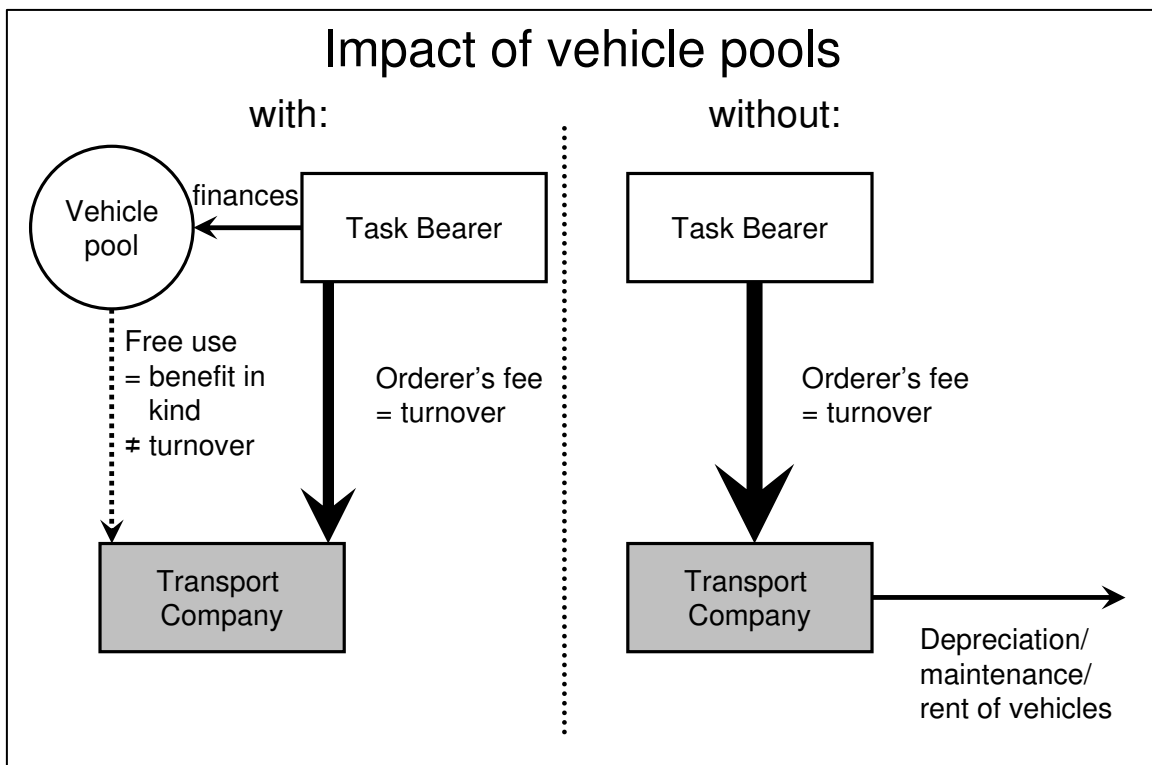 Impact of vehicle pools
with:
without:
finances
Vehicle
pool
Task Bearer
Task Bearer
Free use
= benefit in
kind
≠ turnover
Orderer’s fee
= turnover
Orderer’s fee
= turnover
Transport
Company
Transport
Company
Depreciation/
maintenance/
rent of vehicles